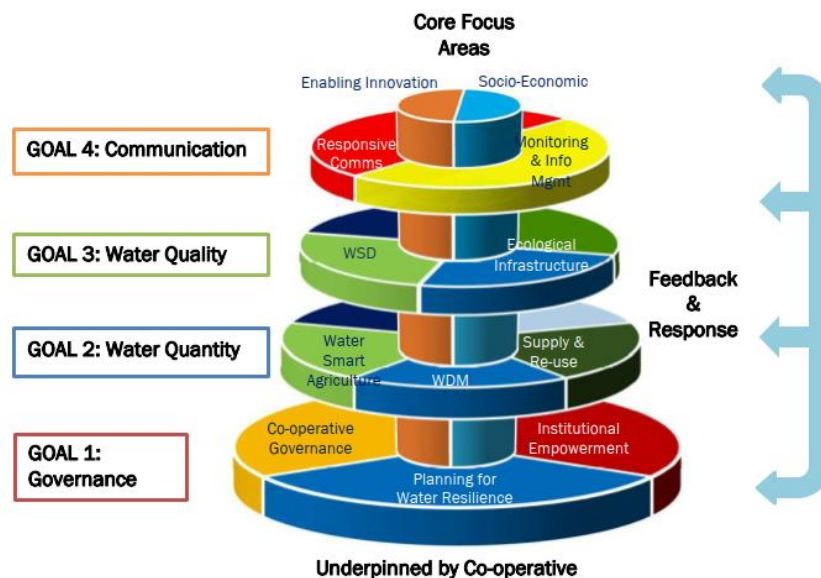 Core Focus
Areas
Enabling Innovation
Socio-Economic
GOAL 4: Communication
Responsive
Comms
Monitoring
& Info
Mgmt
GOAL 3: Water Quality
WSD
Ecological
Infrastructure
Feedback
&
Response
GOAL 2: Water Quantity
Water
Smart
Agriculture
WDM
Supply &
Re-use
GOAL 1:
Governance
Co-operative
Governance
Institutional
Empowerment
Planning for
Water Resilience
Underpinned by Co-operative